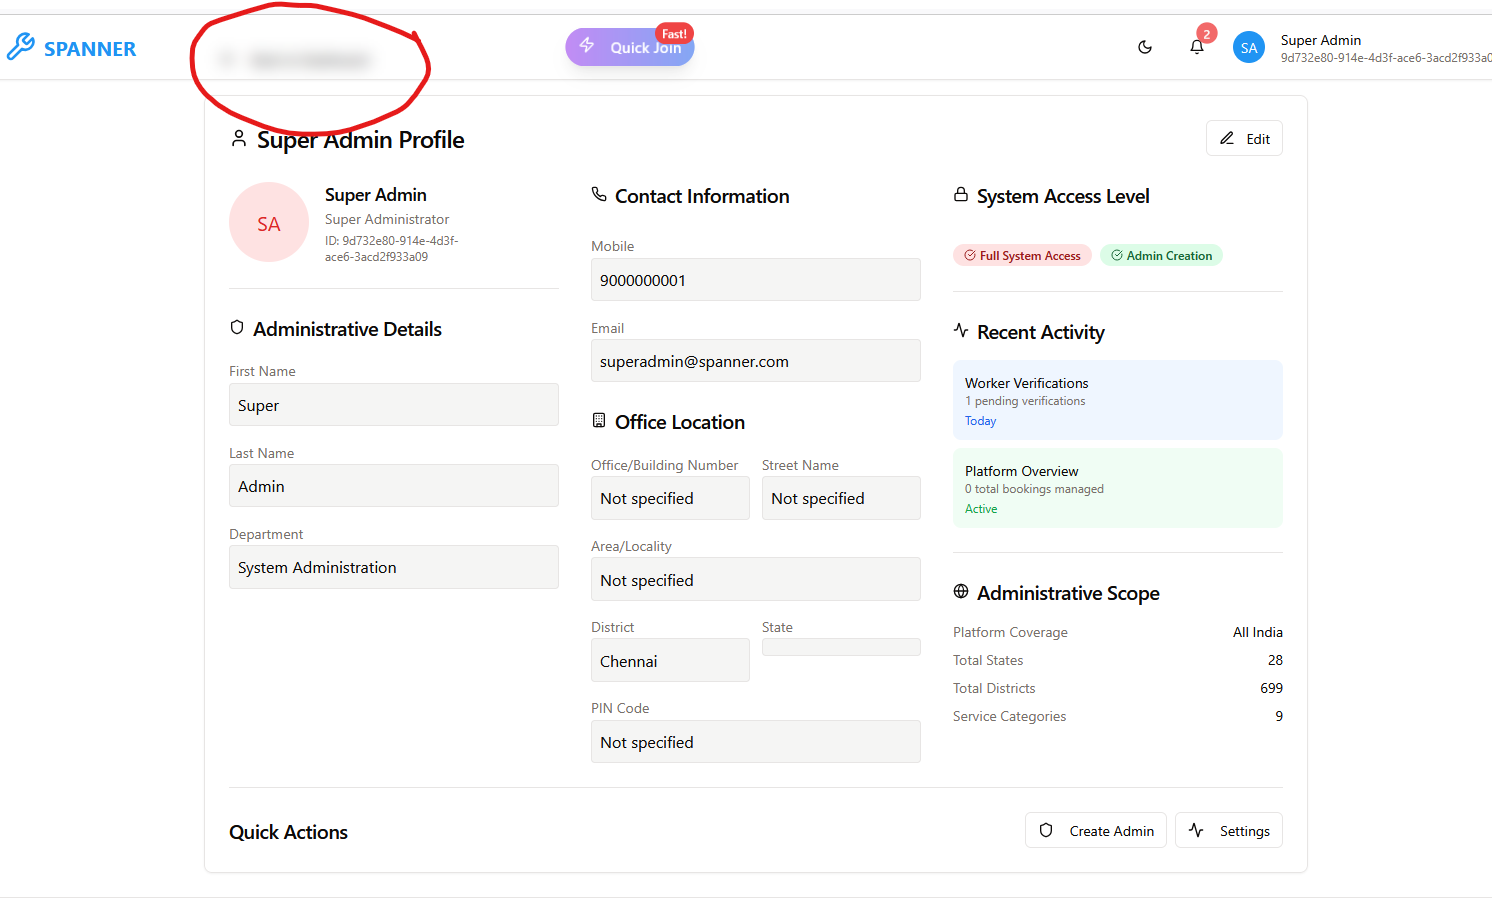 SPANNER
Quick Join
Fast!
2
SA
Super Admin
9d732e80-914e-4d3f-ace6-3acd2f933a0
Super Admin Profile
Edit
SA
Super Admin
Super Administrator
ID: 9d732e80-914e-4d3f-
ace6-3acd2f933a09
Administrative Details
First Name
Super
Last Name
Admin
Department
System Administration
Contact Information
Mobile
9000000001
Email
superadmin@spanner.com
Office Location
Office/Building Number
Street Name
Not specified
Not specified
Area/Locality
Not specified
District
State
Chennai
PIN Code
Not specified
System Access Level
Full System Access
Admin Creation
Recent Activity
Worker Verifications
1 pending verifications
Today
Platform Overview
0 total bookings managed
Active
Administrative Scope
Platform Coverage All India
Total States 28
Total Districts 699
Service Categories 9
Quick Actions
Create Admin
Settings